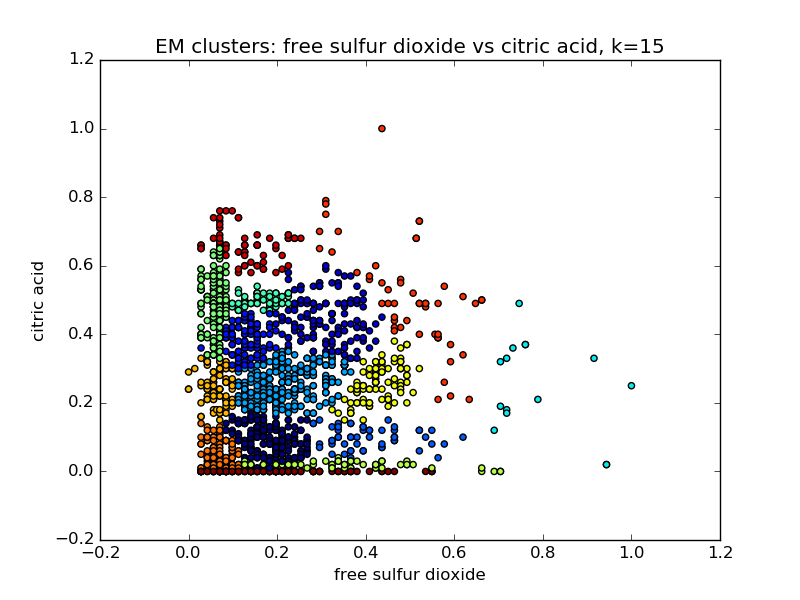 EM clusters: free sulfur dioxide vs citric acid, k=15
1.2
1.0
0.8
0.6
0.4
0.2
0.0
−0.2
citric acid
−0.2 0.0 0.2 0.4 0.6 0.8 1.0 1.2
free sulfur dioxide